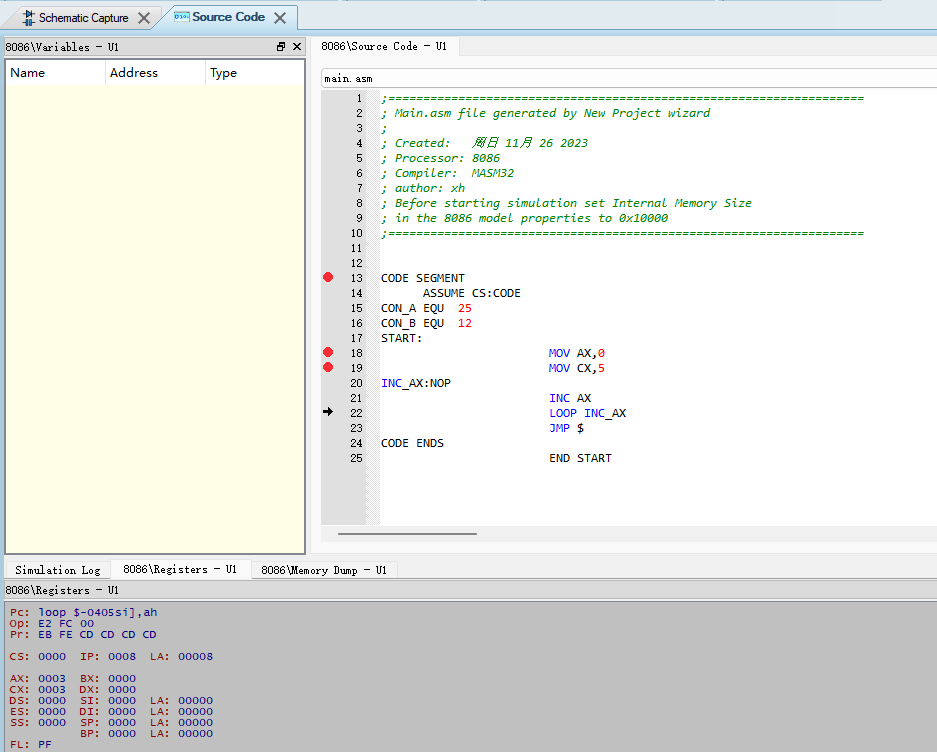 Schematic Capture
Source Code
8086\Variables - U1
8086\Source Code - U1
Name Address Type
main.asm
1 ;====================================================================
2 ; Main.asm file generated by New Project wizard
3 ;
4 ; Created:   周日 11月 26 2023
5 ; Processor: 8086
6 ; Compiler:  MASM32
7 ; author: xh
8 ; Before starting simulation set Internal Memory Size
9 ; in the 8086 model properties to 0x10000
10 ;====================================================================
11
12
13 CODE SEGMENT
14       ASSUME CS:CODE
15 CON_A EQU  25
16 CON_B EQU  12
17 START:
18                         MOV AX,0
19                         MOV CX,5
20 INC_AX:NOP
21                         INC AX
22                         LOOP INC_AX
23                         JMP $
24 CODE ENDS
25                         END START
Simulation Log
8086\Registers - U1
8086\Memory Dump - U1
8086\Registers - U1
Pc: loop $-0405si],ah
Op: E2 FC 00
Pr: EB FE CD CD CD CD
CS: 0000  IP: 0008  LA: 00008
AX: 0003  BX: 0000
CX: 0003  DX: 0000
DS: 0000  SI: 0000  LA: 00000
ES: 0000  DI: 0000  LA: 00000
SS: 0000  SP: 0000  LA: 00000
BP: 0000  LA: 00000
FL: PF